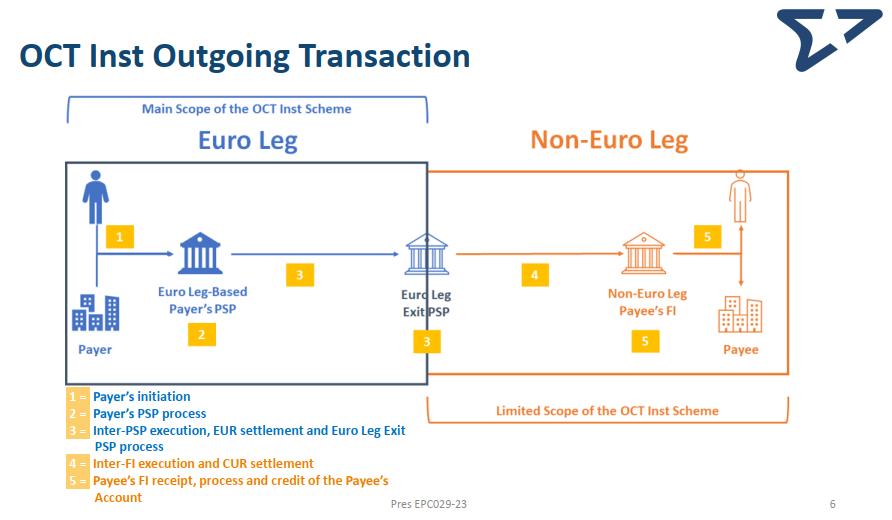 OCT Inst Outgoing Transaction
Main Scope of the OCT Inst Scheme
Euro Leg
Non-Euro Leg
1
5
3
4
Euro Leg-Based
Payer's PSP
Euro Leg
Exit PSP
Non-Euro Leg
Payee's FI
2
3
5
Payer
Payee
1 = Payer's initiation
2 = Payer's PSP process
3 = Inter-PSP execution, EUR settlement and Euro Leg Exit
PSP process
4 = Inter-FI execution and CUR settlement
5 = Payee's FI receipt, process and credit of the Payee's
Account
Limited Scope of the OCT Inst Scheme
Pres EPC029-23
6